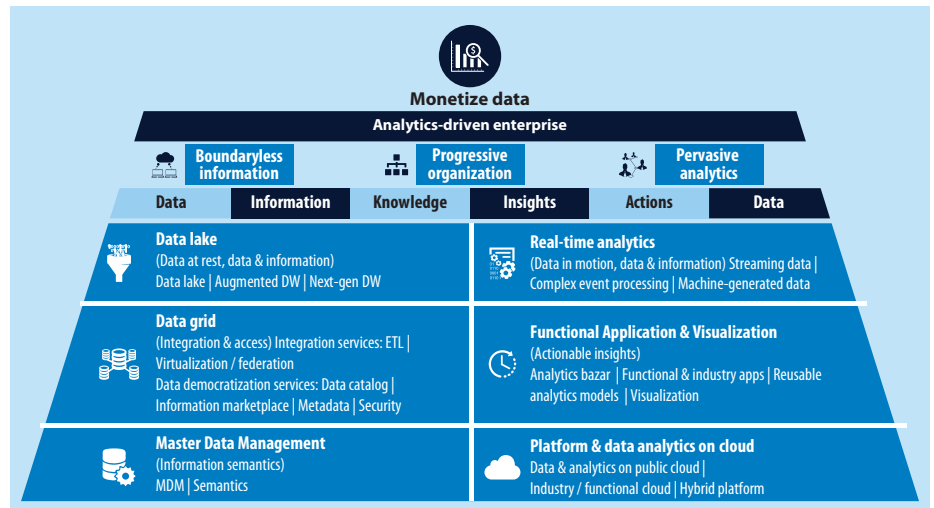 Monetize data
Analytics-driven enterprise
Boundaryless
information
Progressive
organization
Pervasive
analytics
Data
Information
Knowledge
Insights
Actions
Data
Data lake
(Data at rest, data & information)
Data lake | Augmented DW | Next-gen DW
Real-time analytics
(Data in motion, data & information) Streaming data |
Complex event processing | Machine-generated data
Data grid
(Integration & access) Integration services: ETL |
Virtualization / federation
Data democratization services: Data catalog |
Information marketplace | Metadata | Security
Functional Application & Visualization
(Actionable insights)
Analytics bazar | Functional & industry apps | Reusable
analytics models | Visualization
Master Data Management
(Information semantics)
MDM | Semantics
Platform & data analytics on cloud
Data & analytics on public cloud |
Industry / functional cloud | Hybrid platform